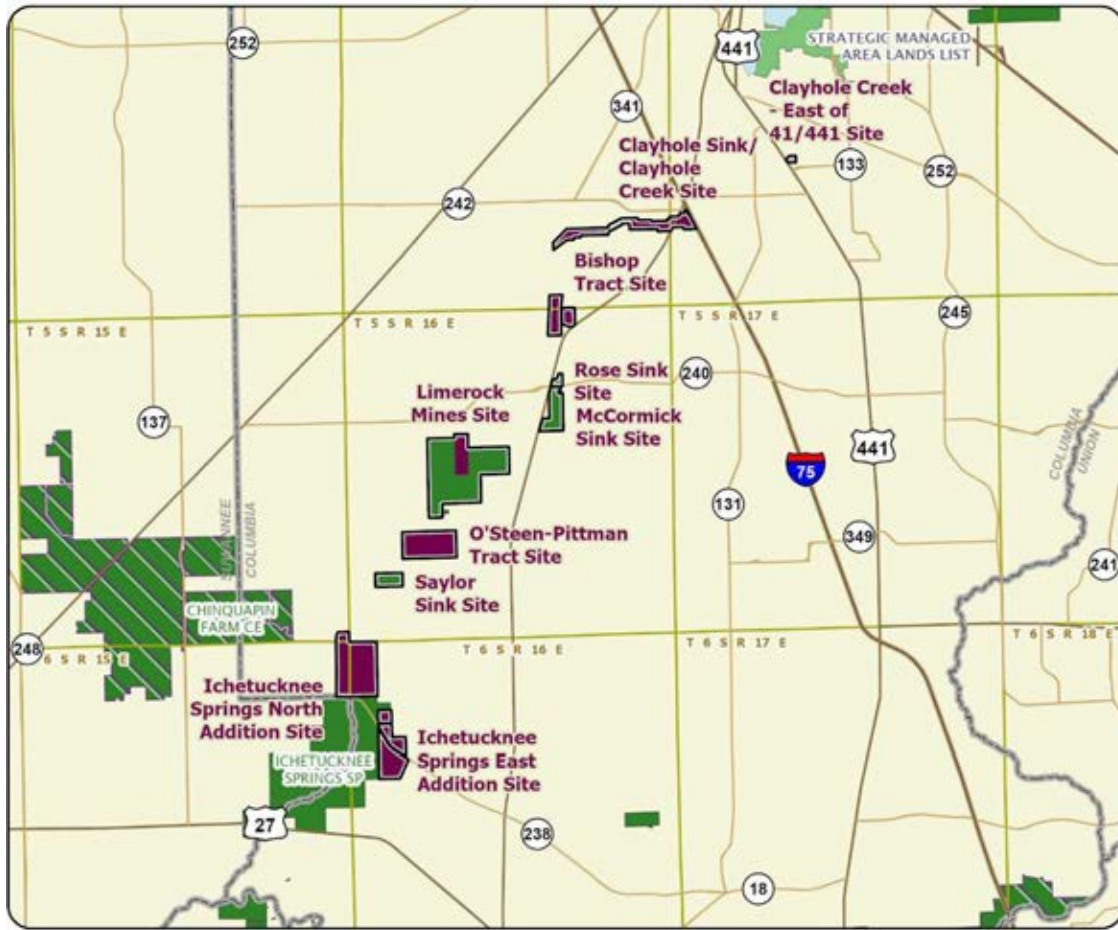 252
441
STRATEGIC MANAGED
AREA LANDS LIST
Clayhole Creek
- East of
41/441 Site
341
Clayhole Sink/
Clayhole
Creek Site
133
252
242
Bishop
Tract Site
T 5 S R 15 E
T 5 S R 16 E
T 5 S R 17 E
245
Rose Sink
Site
240
McCormick
Sink Site
Limerock
Mines Site
137
441
COLUMBIA
UNION
75
131
O'Steen-Pittman
Tract Site
349
SUWANNEE
COLUMBIA
241
Saylor
Sink Site
CHINQUAPIN
FARM CE
248
6 S R 15 E
T 6 S R 16 E
T 6 S R 17 E
T 6 S R 18 E
Ichetucknee
Springs North
Addition Site
Ichetucknee
Springs East
Addition Site
ICHETUCKNEE
SPRINGS SP
27
238
18